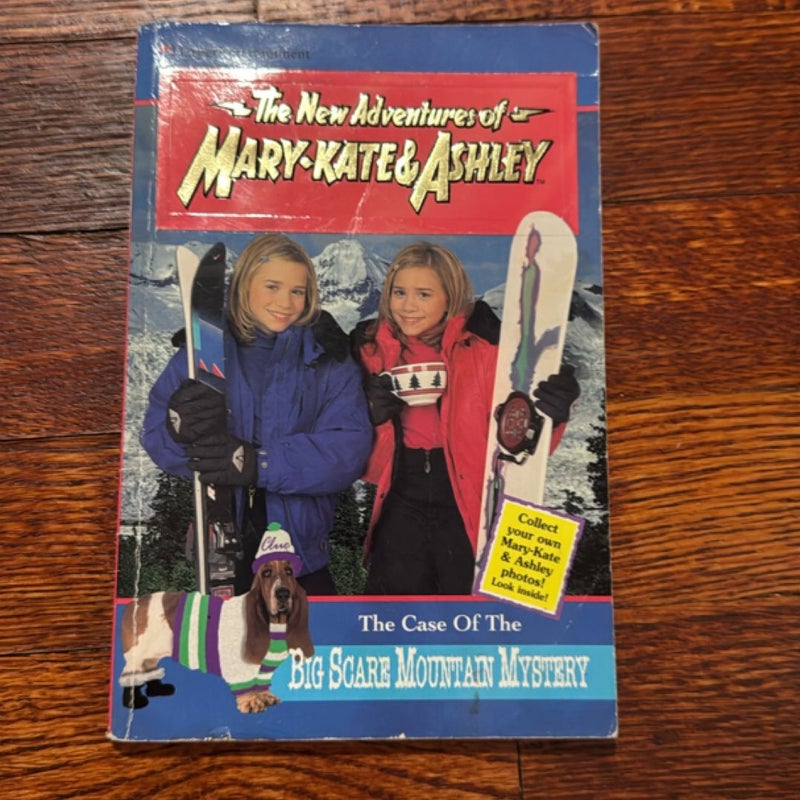 The New Adventures of
MARY-KATE & ASHLEY™
Clue
Collect
your own
Mary-Kate
& Ashley
photos!
Look inside!
The Case Of The
BIG SCARE MOUNTAIN MYSTERY